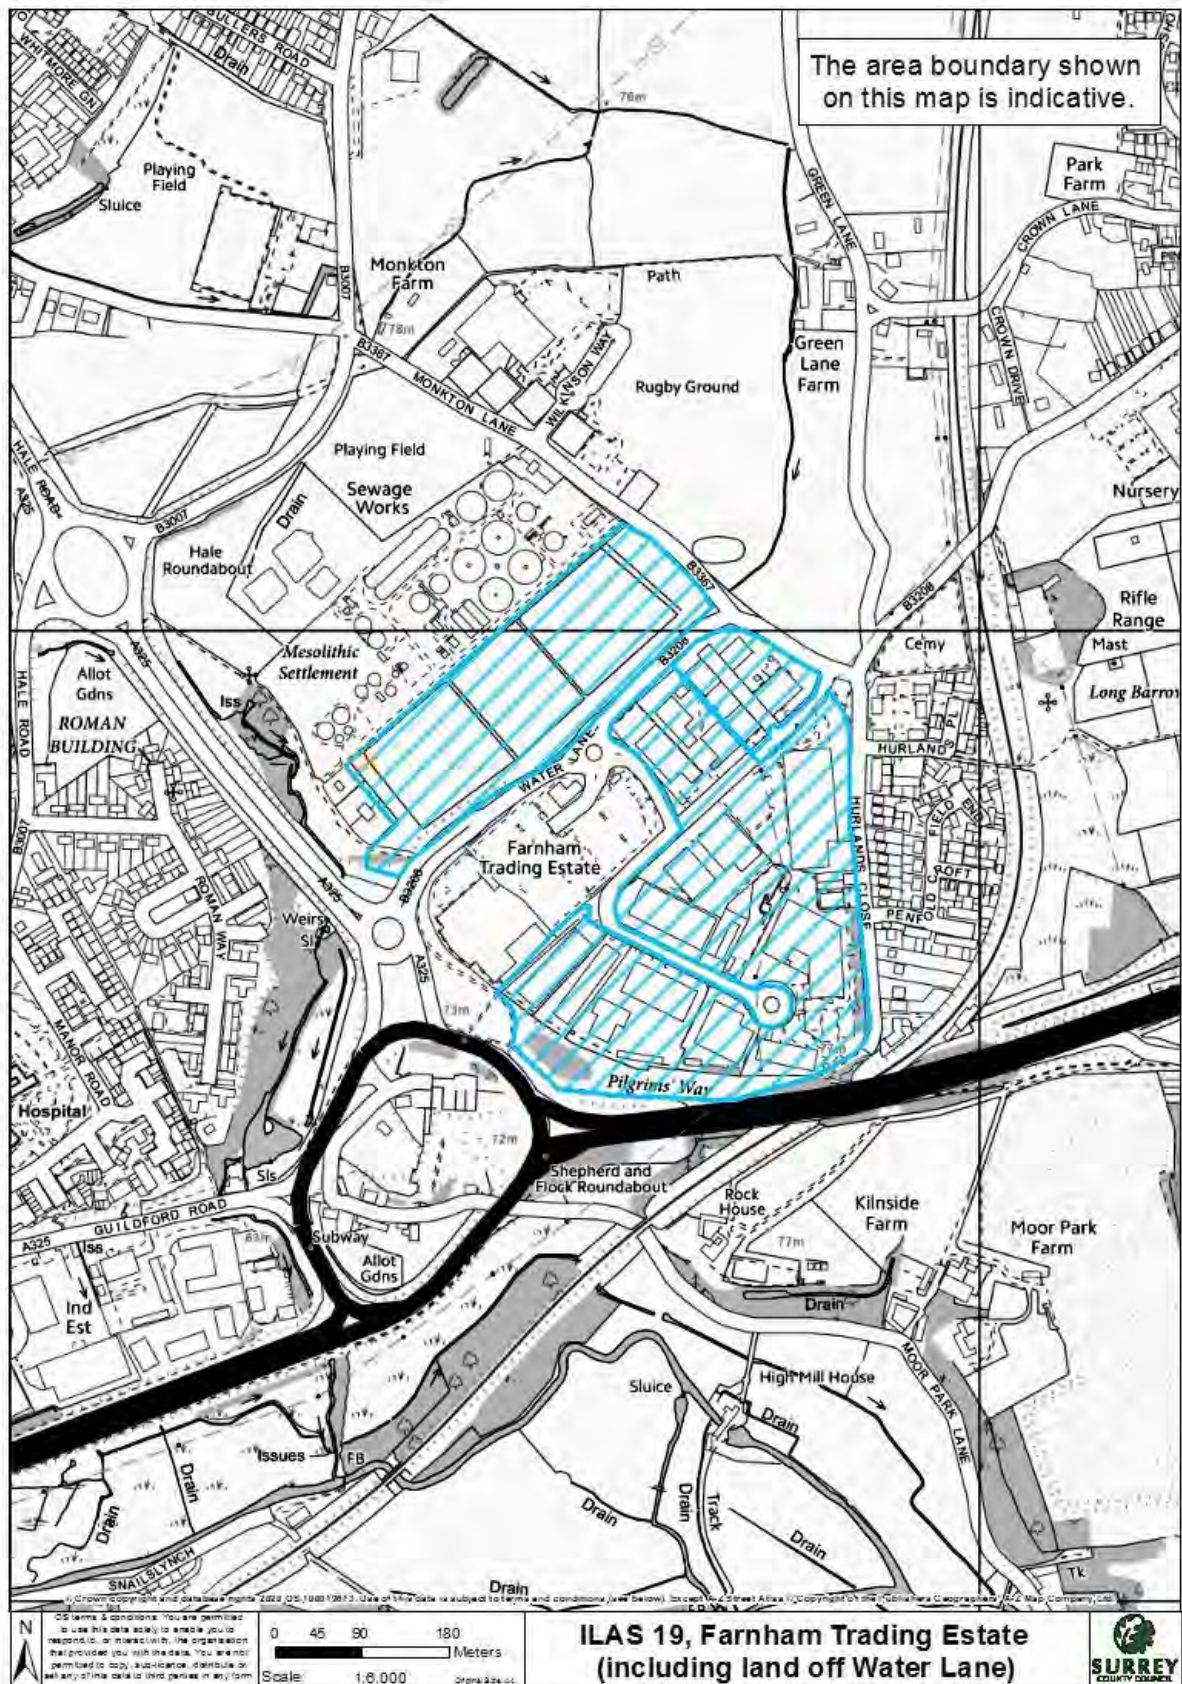 The area boundary shown
on this map is indicative.
BULLERS ROAD
Drain
WHITMORE GN
76m
Playing
Field
Sluice
Park
Farm
GREEN LANE
CROWN LANE
Monkton
Farm
B3007
Path
78m
B3367
MONKTON LANE
WILKINSON WAY
Green
Lane
Farm
CROWN DRIVE
Rugby Ground
Playing Field
HALE ROAD
A325
Sewage
Works
Drain
Nursery
B3007
Hale
Roundabout
B3367
B3208
Rifle
Range
Cemy
Mast
Long Barrow
Mesolithic
Settlement
B3208
A325
Allot
Gdns
ROMAN
BUILDING
HALE ROAD
Iss
HURLANDS PL
WATER LANE
B3007
HURLANDS CLOSE
FIELD END
Farnham
Trading Estate
ROMAN WAY
A325
B3208
CROFT
PENFOLD
Weirs
Sl
A325
73m
MANOR ROAD
Pilgrims' Way
Hospital
72m
Shepherd and
Flock Roundabout
Sls
GUILDFORD ROAD
A325
Iss
Subway
Rock
House
Kilnside
Farm
Moor Park
Farm
77m
Allot
Gdns
Ind
Est
Drain
Sluice
High Mill House
MOOR PARK LANE
Drain
Issues
FB
Drain
Drain
Drain
Drain
Track
Drain
SNAILSLYNCH
Drain
Tk
N
0 45 90 180
Meters
Scale 1:6,000
ILAS 19, Farnham Trading Estate
(including land off Water Lane)
SURREY
COUNTY COUNCIL